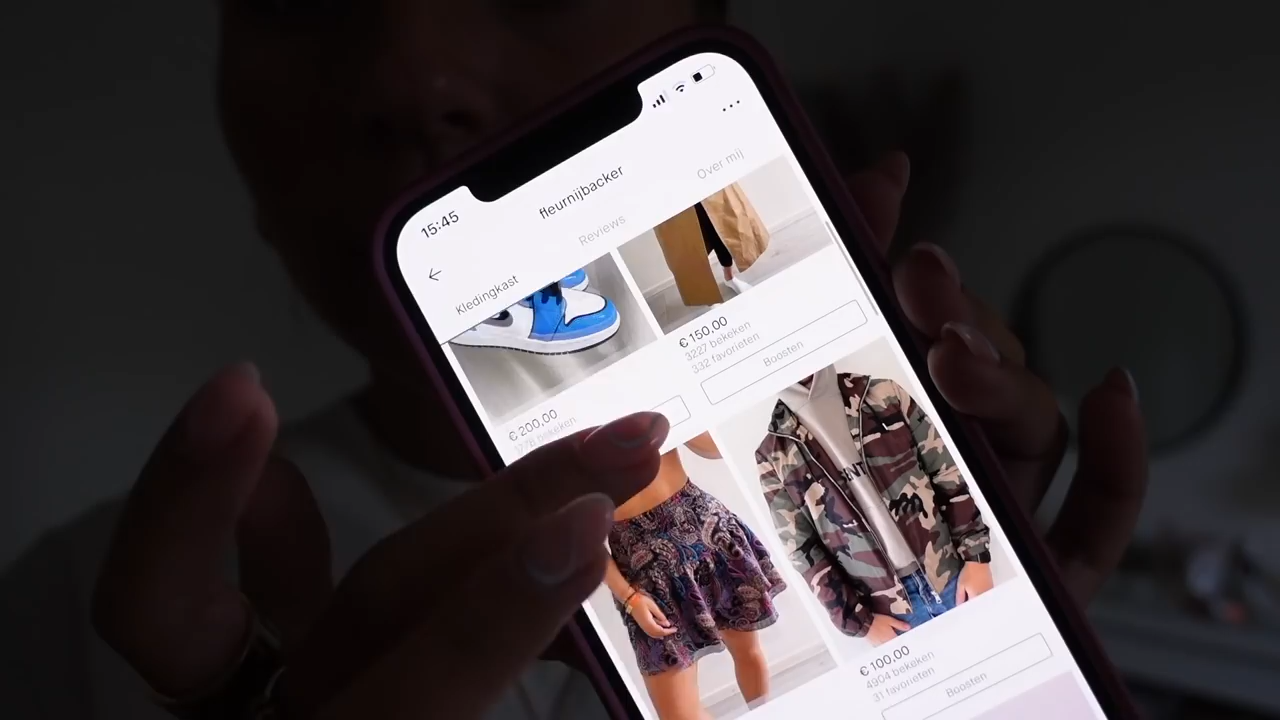 15:45
fleurnijbacker
Kledingkast
Reviews
Over mij
€ 200,00
bekeken
€ 150,00
3227 bekeken
332 favorieten
Boosten
€ 100,00
4904 bekeken
31 favorieten
Boosten